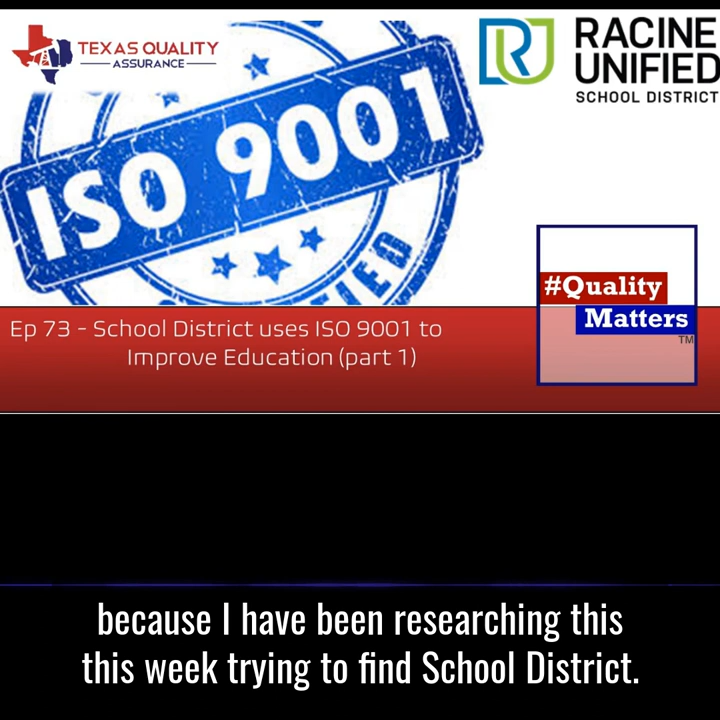 TEXAS QUALITY
ASSURANCE
RACINE
UNIFIED
SCHOOL DISTRICT
ISO 9001
#Quality
Matters
TM
Ep 73 - School District uses ISO 9001 to
Improve Education (part 1)
because I have been researching this
this week trying to find School District.